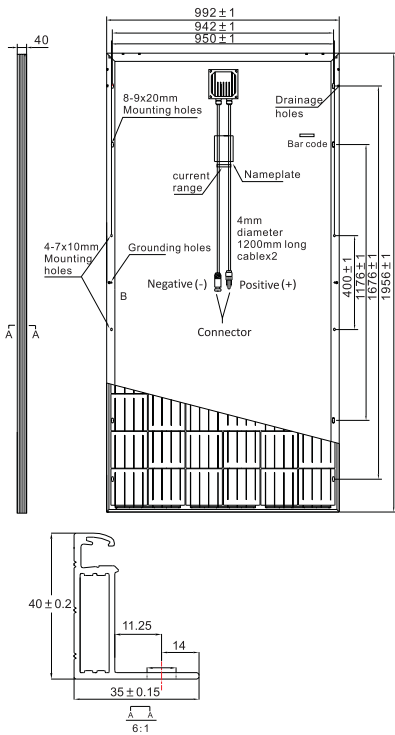 992±1
942±1
950±1
40
8-9x20mm
Mounting holes
Drainage
holes
Bar code
current
range
Nameplate
4mm
diameter
1200mm long
cablex2
4-7x10mm
Mounting
holes
Grounding holes
B
Negative (-)
Positive (+)
Connector
A
A
400±1
1176±1
1676±1
1956±1
40±0.2
11.25
14
35±0.15
A A
6:1